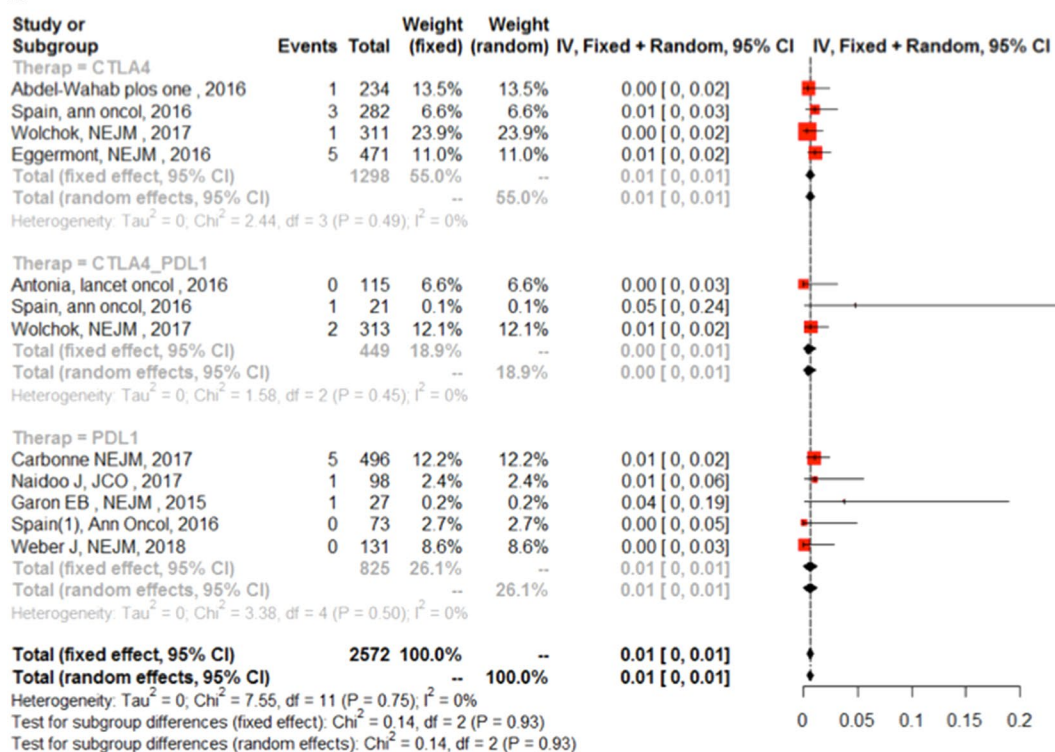 Study or Weight Weight
Subgroup Events Total (fixed) (random) IV, Fixed + Random, 95% CI IV, Fixed + Random, 95% CI
Therap = CTLA4
Abdel-Wahab plos one , 2016 1 234 13.5% 13.5% 0.00 [ 0, 0.02]
Spain, ann oncol, 2016 3 282 6.6% 6.6% 0.01 [ 0, 0.03]
Wolchok, NEJM , 2017 1 311 23.9% 23.9% 0.00 [ 0, 0.02]
Eggermont, NEJM , 2016 5 471 11.0% 11.0% 0.01 [ 0, 0.02]
Total (fixed effect, 95% CI) 1298 55.0% -- 0.01 [ 0, 0.01]
Total (random effects, 95% CI) -- 55.0% 0.01 [ 0, 0.01]
Heterogeneity: Tau² = 0; Chi² = 2.44, df = 3 (P = 0.49); I² = 0%
Therap = CTLA4_PDL1
Antonia, lancet oncol , 2016 0 115 6.6% 6.6% 0.00 [ 0, 0.03]
Spain, ann oncol, 2016 1 21 0.1% 0.1% 0.05 [ 0, 0.24]
Wolchok, NEJM , 2017 2 313 12.1% 12.1% 0.01 [ 0, 0.02]
Total (fixed effect, 95% CI) 449 18.9% -- 0.00 [ 0, 0.01]
Total (random effects, 95% CI) -- 18.9% 0.00 [ 0, 0.01]
Heterogeneity: Tau² = 0; Chi² = 1.58, df = 2 (P = 0.45); I² = 0%
Therap = PDL1
Carbonne NEJM, 2017 5 496 12.2% 12.2% 0.01 [ 0, 0.02]
Naidoo J, JCO , 2017 1 98 2.4% 2.4% 0.01 [ 0, 0.06]
Garon EB , NEJM, 2015 1 27 0.2% 0.2% 0.04 [ 0, 0.19]
Spain(1), Ann Oncol, 2016 0 73 2.7% 2.7% 0.00 [ 0, 0.05]
Weber J, NEJM, 2018 0 131 8.6% 8.6% 0.00 [ 0, 0.03]
Total (fixed effect, 95% CI) 825 26.1% -- 0.01 [ 0, 0.01]
Total (random effects, 95% CI) -- 26.1% 0.01 [ 0, 0.01]
Heterogeneity: Tau² = 0; Chi² = 3.38, df = 4 (P = 0.50); I² = 0%
Total (fixed effect, 95% CI) 2572 100.0% -- 0.01 [ 0, 0.01]
Total (random effects, 95% CI) -- 100.0% 0.01 [ 0, 0.01]
Heterogeneity: Tau² = 0; Chi² = 7.55, df = 11 (P = 0.75); I² = 0%
Test for subgroup differences (fixed effect): Chi² = 0.14, df = 2 (P = 0.93)
Test for subgroup differences (random effects): Chi² = 0.14, df = 2 (P = 0.93)
0 0.05 0.1 0.15 0.2